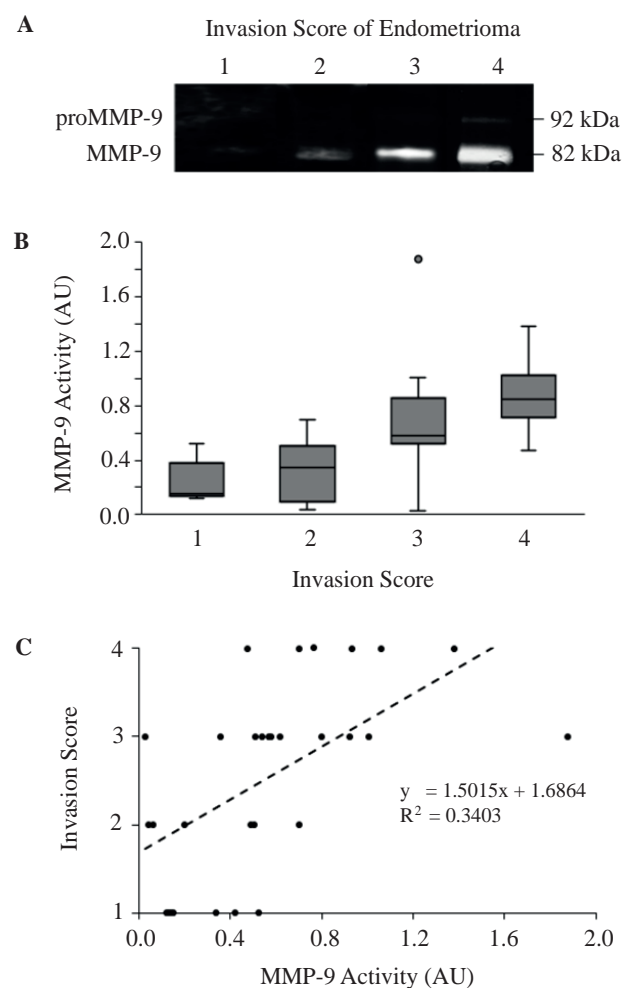 A
Invasion Score of Endometrioma
1 2 3 4
proMMP-9 92 kDa
MMP-9 82 kDa
B
MMP-9 Activity (AU)
2.0
1.6
1.2
0.8
0.4
0.0
1 2 3 4
Invasion Score
C
Invasion Score
4
3
2
1
y = 1.5015x + 1.6864
R² = 0.3403
0.0 0.4 0.8 1.2 1.6 2.0
MMP-9 Activity (AU)